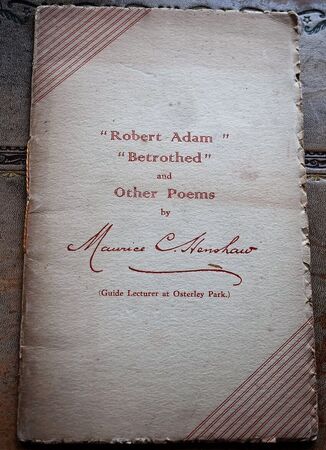 "Robert Adam"
"Betrothed"
and
Other Poems
by
Maurice C. Henshaw
(Guide Lecturer at Osterley Park.)